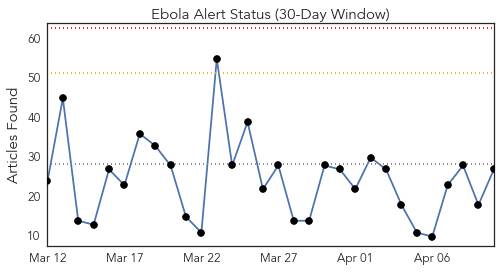 Ebola Alert Status (30-Day Window)
Articles Found
60
50
40
30
20
10
Mar 12 Mar 17 Mar 22 Mar 27 Apr 01 Apr 06